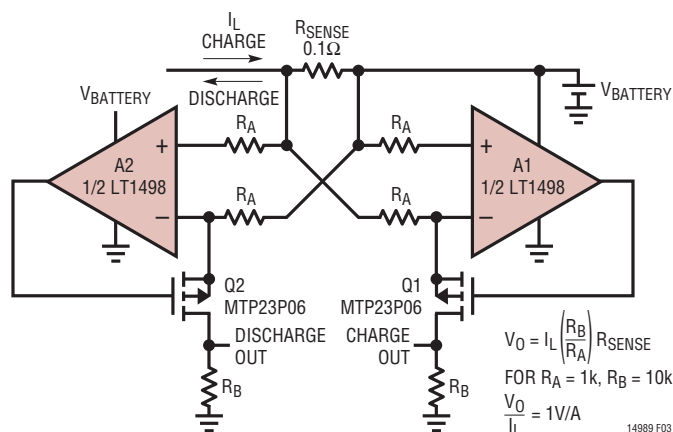 I_L
CHARGE
R_SENSE
0.1Ω
DISCHARGE
V_BATTERY
V_BATTERY
R_A
R_A
+
+
A2
1/2 LT1498
A1
1/2 LT1498
R_A
R_A
−
−
Q2
MTP23P06
Q1
MTP23P06
DISCHARGE
OUT
CHARGE
OUT
R_B
R_B
V_O = I_L (R_B/R_A) R_SENSE
FOR R_A = 1k, R_B = 10k
V_O/I_L = 1V/A
14989 F03